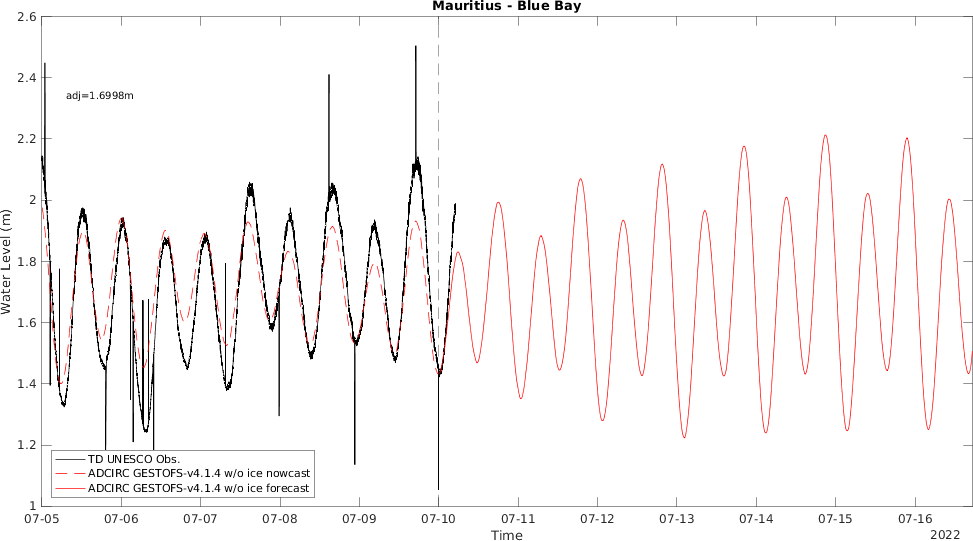 Mauritius - Blue Bay
2.6
2.4
2.2
2
1.8
1.6
1.4
1.2
1
Water Level (m)
adj=1.6998m
TD UNESCO Obs.
ADCIRC GESTOFS-v4.1.4 w/o ice nowcast
ADCIRC GESTOFS-v4.1.4 w/o ice forecast
07-05 07-06 07-07 07-08 07-09 07-10 07-11 07-12 07-13 07-14 07-15 07-16
Time
2022